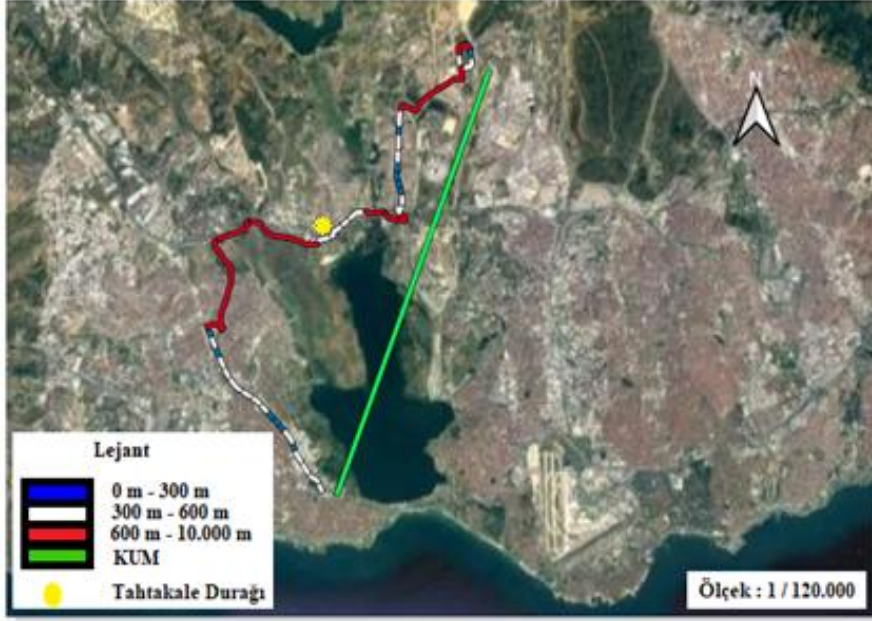 N
Lejant
0 m - 300 m
300 m - 600 m
600 m - 10.000 m
KUM
Tahtakale Durağı
Ölçek : 1 / 120.000